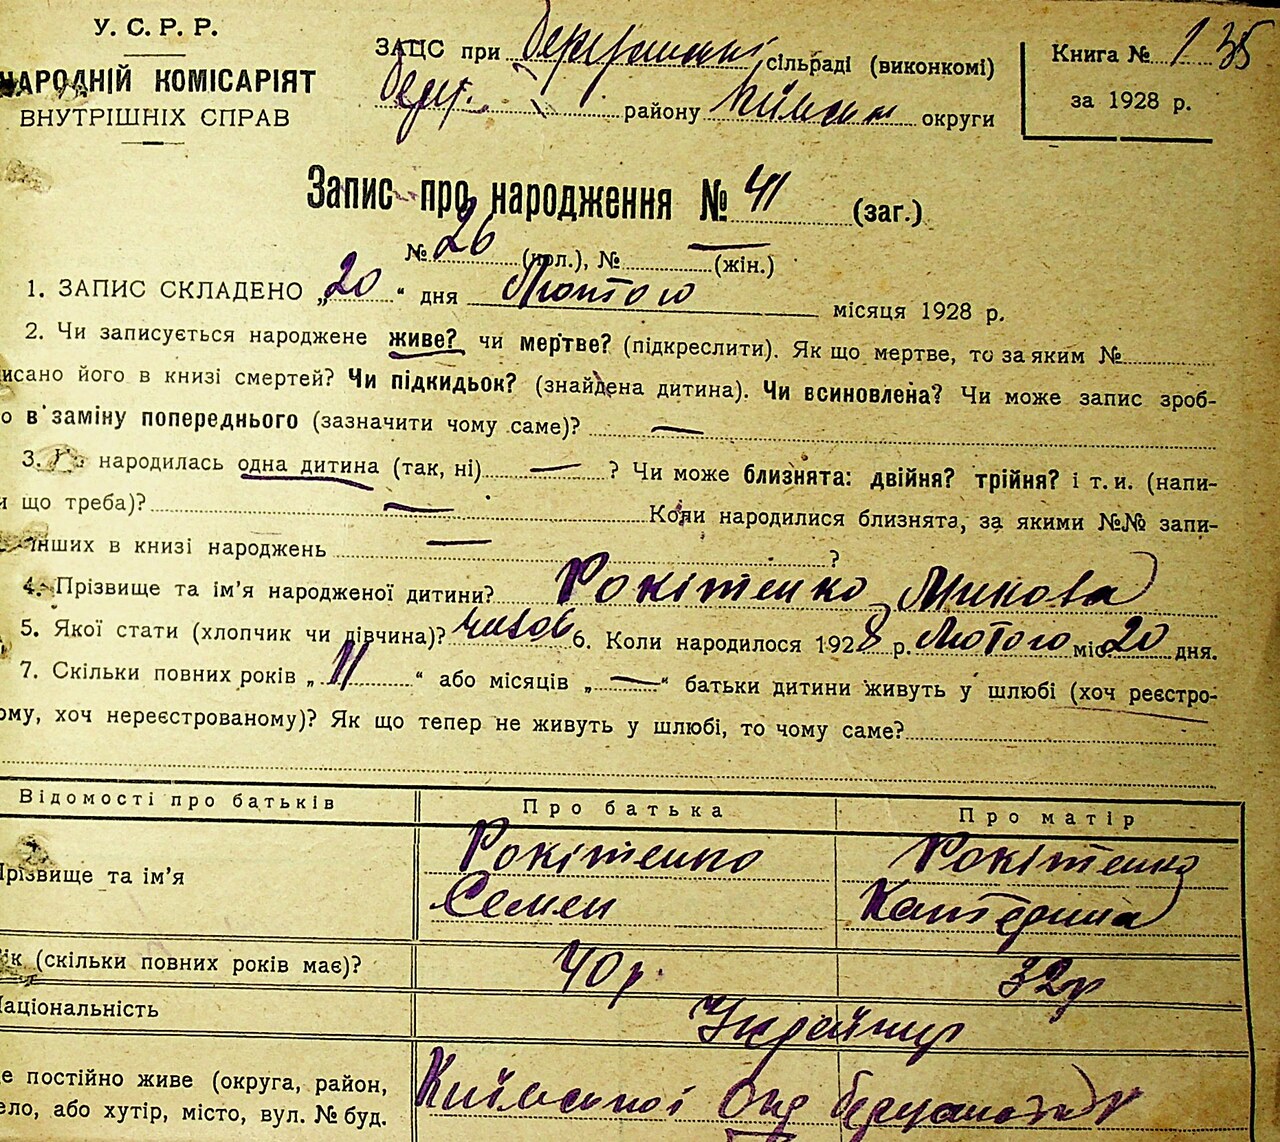 У. С. Р. Р.
НАРОДНІЙ КОМІСАРІЯТ
ВНУТРІШНІХ СПРАВ
ЗАЦС при сільраді (виконкомі)
району округи
Книга № 1 35
за 1928 р.
Запис про народження № 41 (заг.)
№ 26 (чол.), № — (жін.)
1. ЗАПИС СКЛАДЕНО „20“ дня Лютого місяця 1928 р.
2. Чи записується народжене живе? чи мертве? (підкреслити). Як що мертве, то за яким №
исано його в книзі смертей? Чи підкидьок? (знайдена дитина). Чи всиновлена? Чи може запис зроб-
о в заміну попереднього (зазначити чому саме)? —
3. народилась одна дитина (так, ні) — ? Чи може близнята: двійня? трійня? і т. и. (напи-
и що треба)? — Коли народилися близнята, за якими №№ запи-
інших в книзі народжень — ?
4. Прізвище та ім’я народженої дитини? Рокітенко Микола
5. Якої стати (хлопчик чи дівчина)? 6. Коли народилося 1928 р. Лютого міс. 20 дня.
7. Скільки повних років „11“ або місяців „—“ батьки дитини живуть у шлюбі (хоч реєстро-
ому, хоч нереєстрованому)? Як що тепер не живуть у шлюбі, то чому саме?
Відомості про батьків Про батька Про матір
Прізвище та ім’я Рокітенко Семен Рокітенко Катерина
ік (скільки повних років має)? 40 р. 32 р
Національність
е постійно живе (округа, район,
ело, або хутір, місто, вул. № буд.
Київської Окр